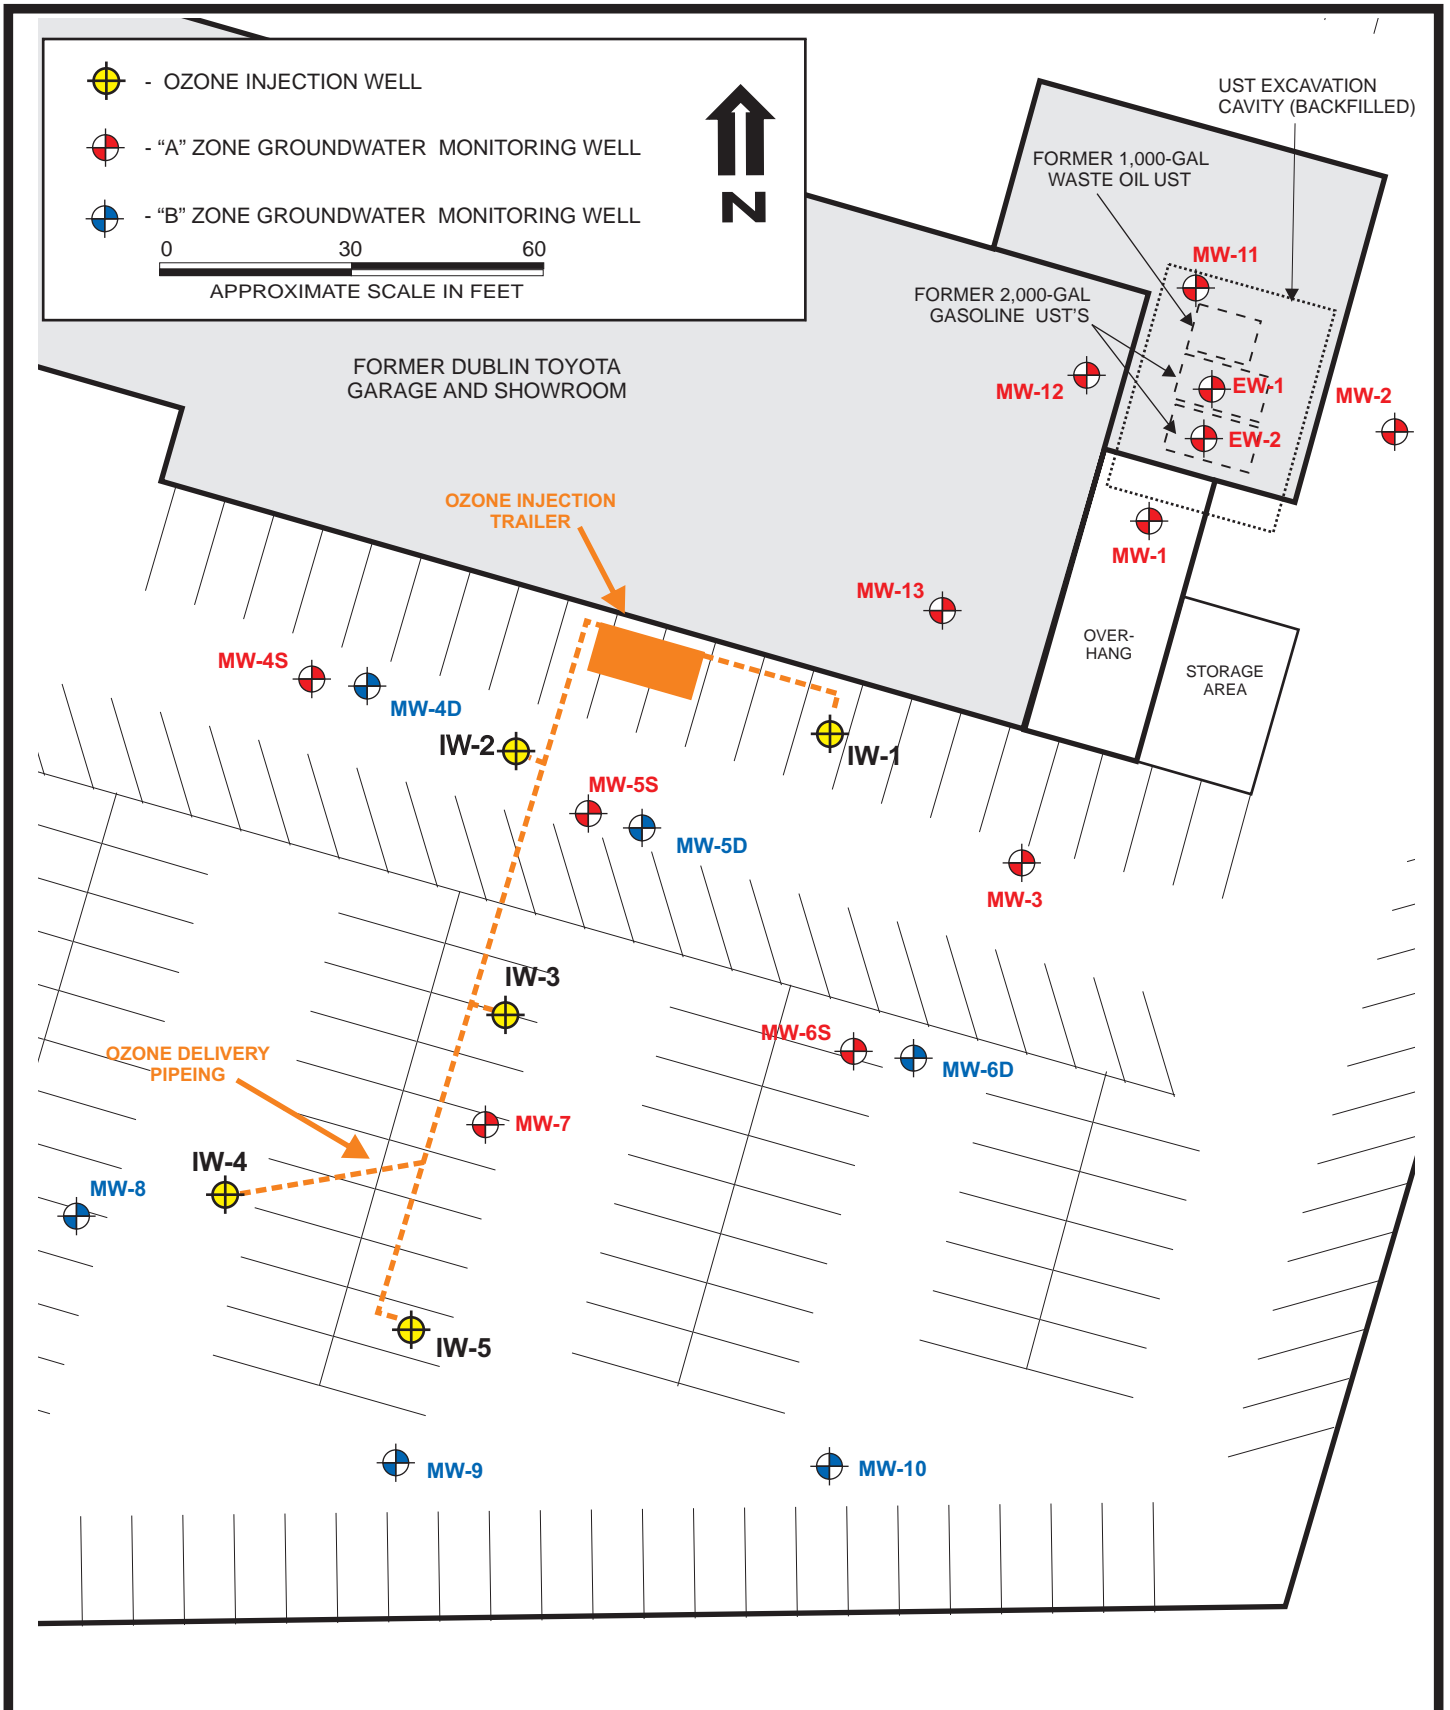 - OZONE INJECTION WELL
- “A” ZONE GROUNDWATER MONITORING WELL
- “B” ZONE GROUNDWATER MONITORING WELL
0 30 60
APPROXIMATE SCALE IN FEET
N
UST EXCAVATION
CAVITY (BACKFILLED)
FORMER 1,000-GAL
WASTE OIL UST
MW-11
FORMER 2,000-GAL
GASOLINE UST'S
FORMER DUBLIN TOYOTA
GARAGE AND SHOWROOM
MW-12
EW-1
MW-2
EW-2
OZONE INJECTION
TRAILER
MW-1
MW-13
OVER-
HANG
STORAGE
AREA
MW-4S
MW-4D
IW-2
IW-1
MW-5S
MW-5D
MW-3
IW-3
MW-6S
MW-6D
OZONE DELIVERY
PIPEING
MW-7
IW-4
MW-8
IW-5
MW-9
MW-10